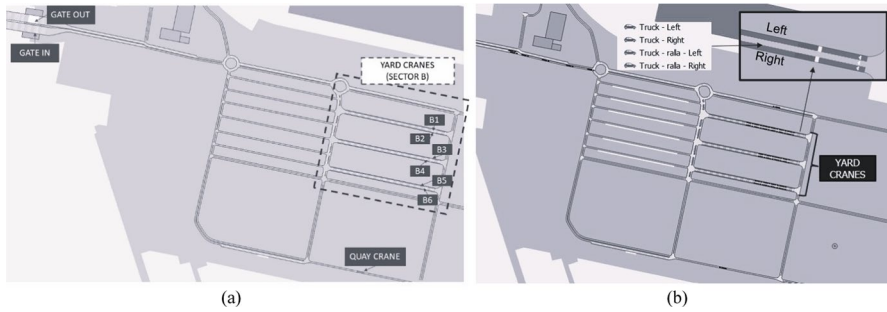 GATE OUT
GATE IN
YARD CRANES
(SECTOR B)
B1
B2
B3
B4
B5
B6
QUAY CRANE
(a)
Truck - Left
Truck - Right
Truck - ralla - Left
Truck - ralla - Right
Left
Right
YARD
CRANES
(b)